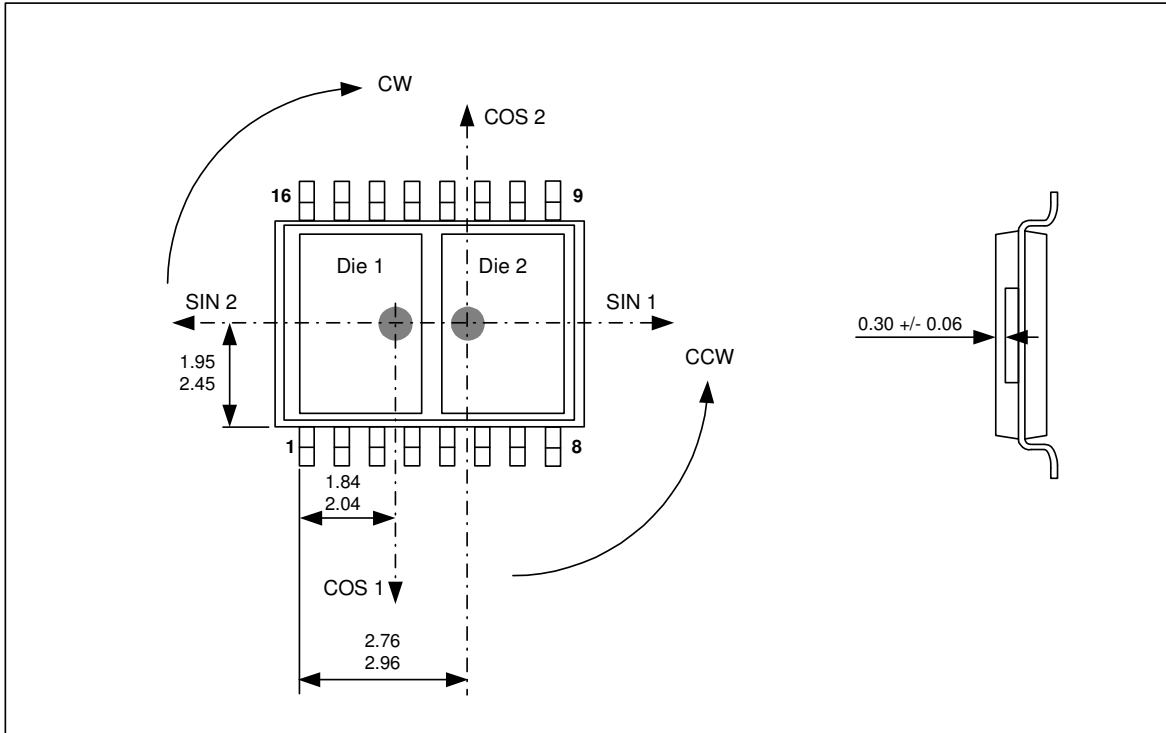 CW
COS 2
16
9
Die 1
Die 2
SIN 2
SIN 1
0.30 +/- 0.06
1.95
2.45
CCW
1
8
1.84
2.04
COS 1
2.76
2.96